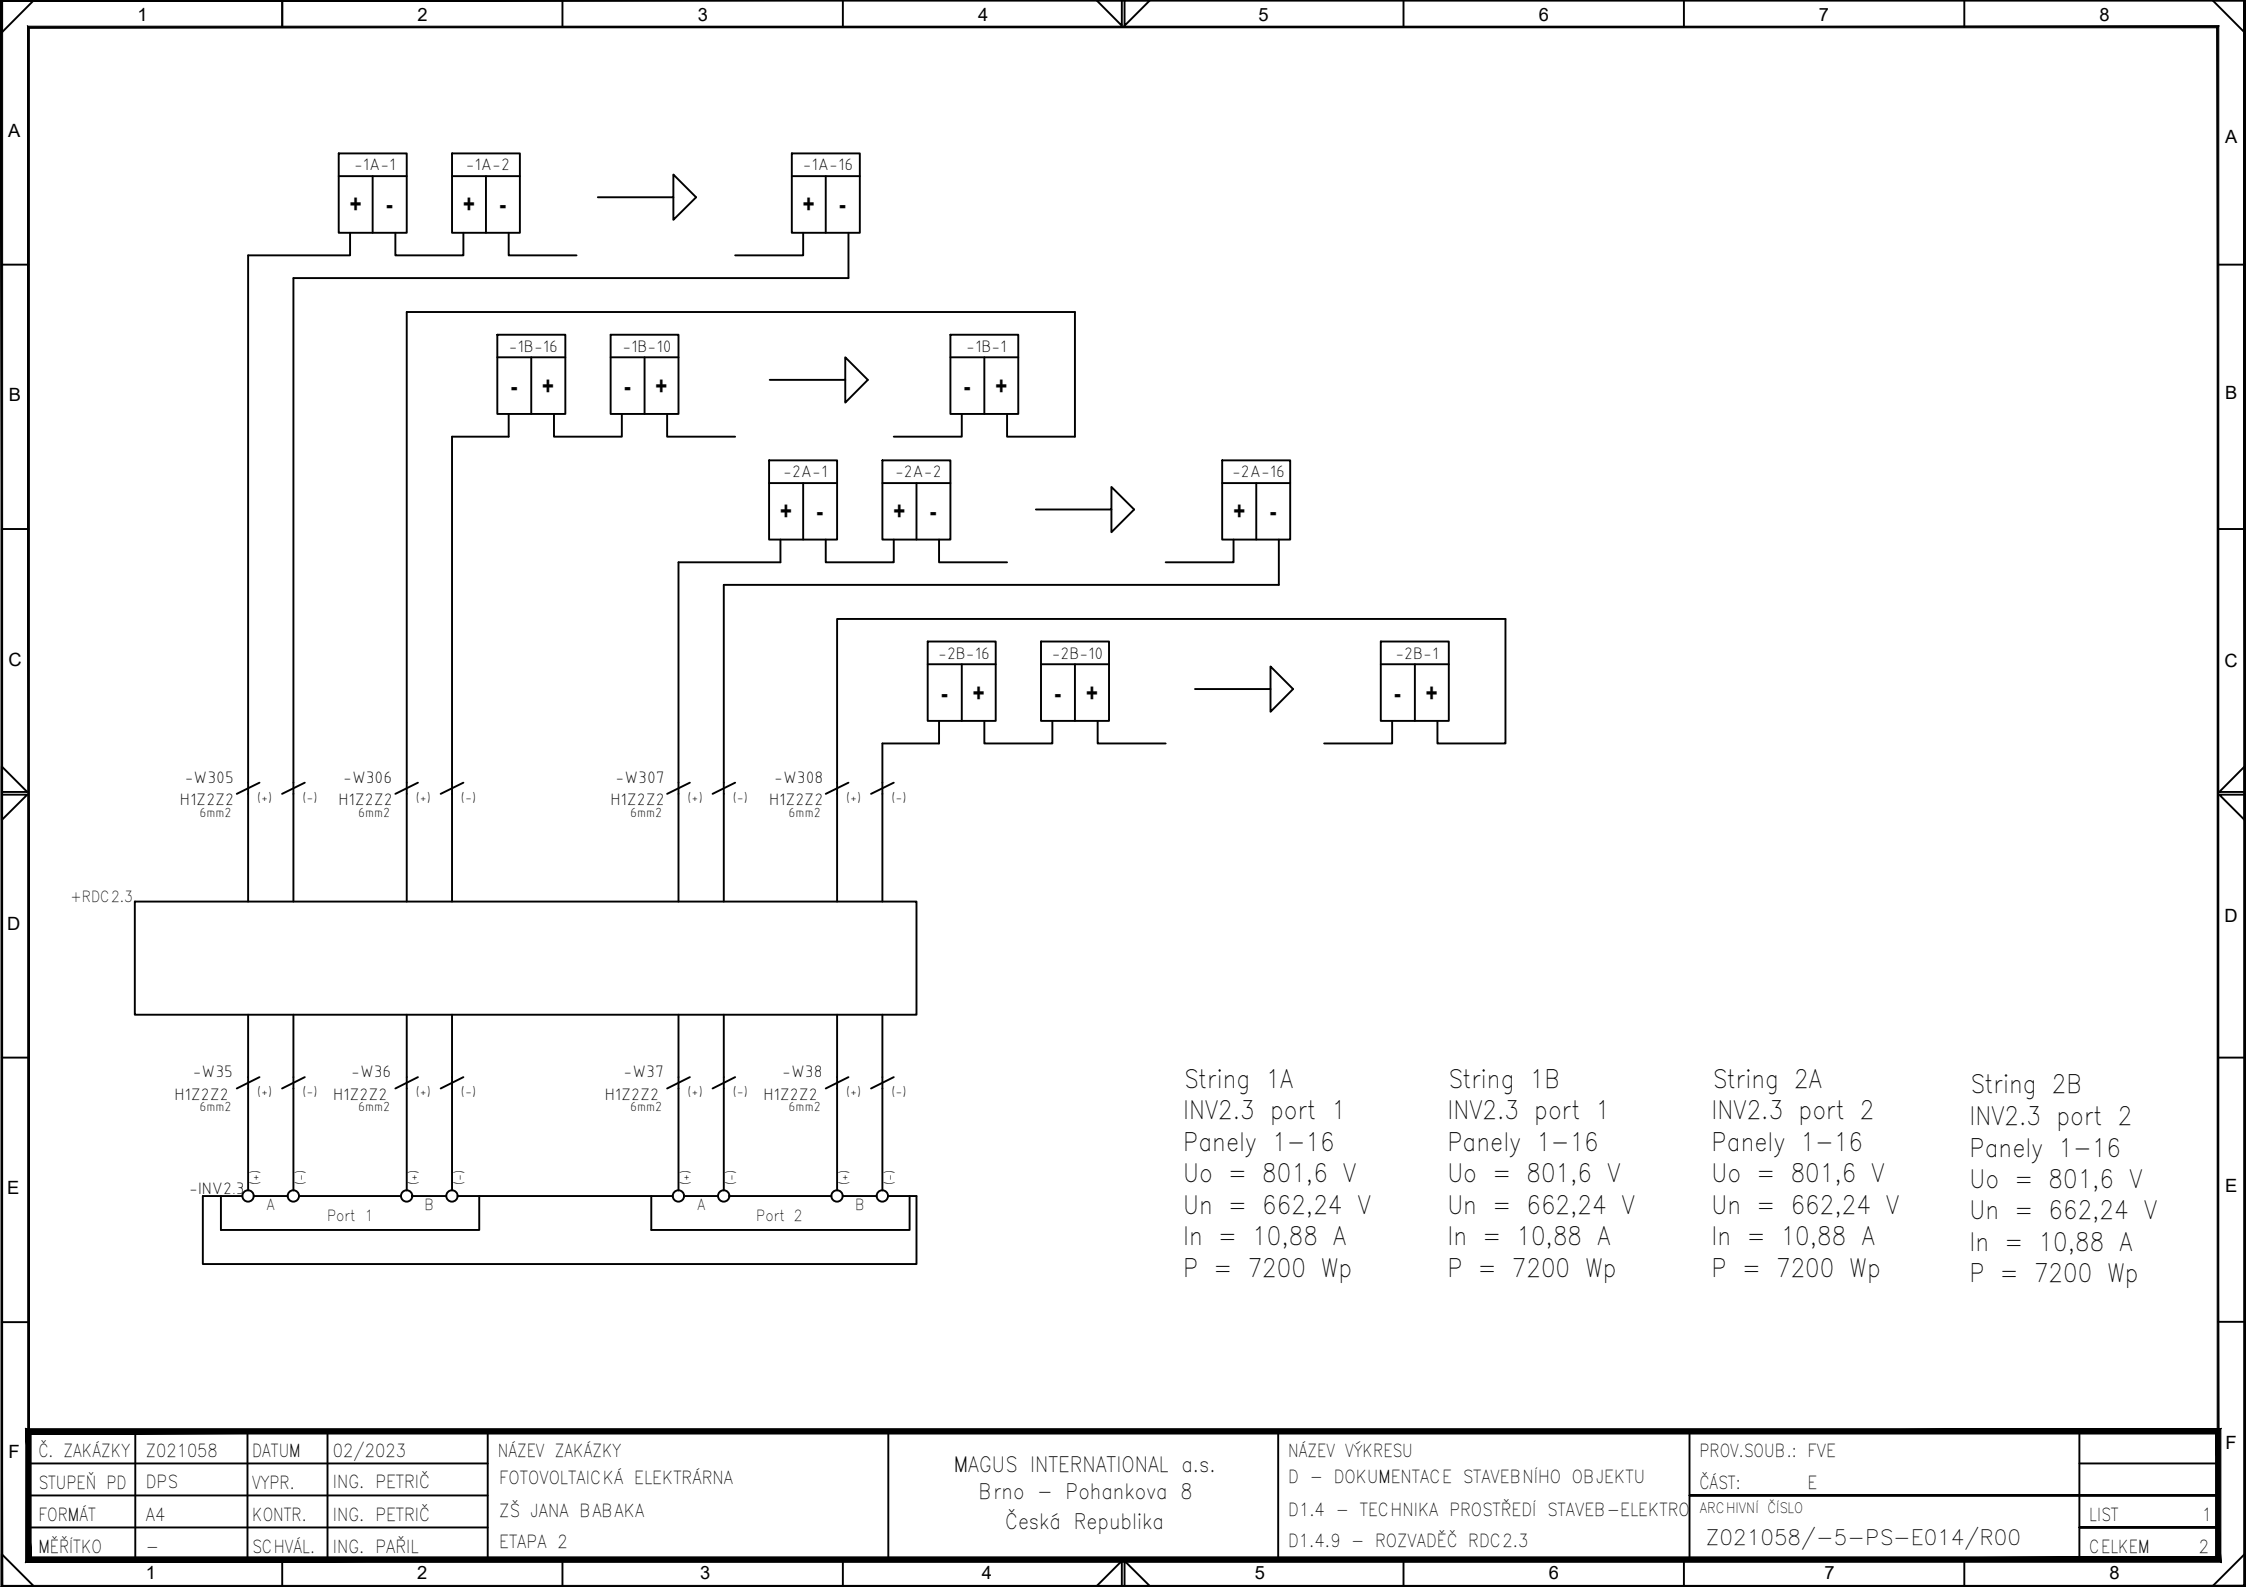 1 2 3 4 5 6 7 8
A A
-1A-1 -1A-2 -1A-16
+ - + - + -
-1B-16 -1B-10 -1B-1
- + - + - +
B B
-2A-1 -2A-2 -2A-16
+ - + - + -
-2B-16 -2B-10 -2B-1
C C
- + - + - +
-W305 -W306 -W307 -W308
H1Z2Z2 (+) (-) H1Z2Z2 (+) (-) H1Z2Z2 (+) (-) H1Z2Z2 (+) (-)
6mm2 6mm2 6mm2 6mm2
+RDC2.3
D D
-W35 -W36 -W37 -W38
H1Z2Z2 (+) (-) H1Z2Z2 (+) (-) H1Z2Z2 (+) (-) H1Z2Z2 (+) (-)
6mm2 6mm2 6mm2 6mm2
(+) (-) (+) (-) (+) (-) (+) (-)
E E
-INV2.3
A B A B
Port 1 Port 2
String 1A
INV2.3 port 1
Panely 1-16
Uo = 801,6 V
Un = 662,24 V
In = 10,88 A
P = 7200 Wp
String 1B
INV2.3 port 1
Panely 1-16
Uo = 801,6 V
Un = 662,24 V
In = 10,88 A
P = 7200 Wp
String 2A
INV2.3 port 2
Panely 1-16
Uo = 801,6 V
Un = 662,24 V
In = 10,88 A
P = 7200 Wp
String 2B
INV2.3 port 2
Panely 1-16
Uo = 801,6 V
Un = 662,24 V
In = 10,88 A
P = 7200 Wp
F F
Č. ZAKÁZKY Z021058 DATUM 02/2023
STUPEŇ PD DPS VYPR. ING. PETRIČ
FORMÁT A4 KONTR. ING. PETRIČ
MĚŘÍTKO – SCHVÁL. ING. PAŘIL
NÁZEV ZAKÁZKY
FOTOVOLTAICKÁ ELEKTRÁRNA
ZŠ JANA BABAKA
ETAPA 2
MAGUS INTERNATIONAL a.s.
Brno – Pohankova 8
Česká Republika
NÁZEV VÝKRESU
D – DOKUMENTACE STAVEBNÍHO OBJEKTU
D1.4 – TECHNIKA PROSTŘEDÍ STAVEB-ELEKTRO
D1.4.9 – ROZVADĚČ RDC2.3
PROV.SOUB.: FVE
ČÁST: E
ARCHIVNÍ ČÍSLO
Z021058/-5-PS-E014/R00
LIST 1
CELKEM 2
1 2 3 4 5 6 7 8